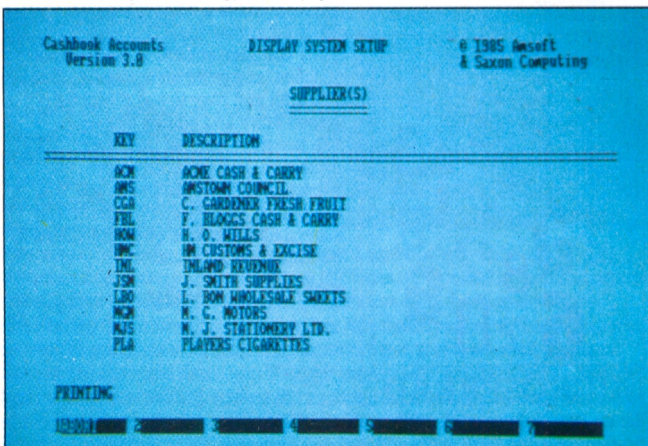 Cashbook Accounts DISPLAY SYSTEM SETUP © 1985 Amsoft
Version 3.0 & Saxon Computing
SUPPLIER(S)
KEY DESCRIPTION
ACM ACME CASH & CARRY
AMS AMSTOWN COUNCIL
CGA C. GARDENER FRESH FRUIT
FBL F. BLOGGS CASH & CARRY
HOW H. O. WILLS
HMC HM CUSTOMS & EXCISE
INL INLAND REVENUE
JSM J. SMITH SUPPLIES
LBO L. BON WHOLESALE SWEETS
MGM M. G. MOTORS
MJS M. J. STATIONERY LTD.
PLA PLAYERS CIGARETTES
PRINTING
2 3 4 5 6 7